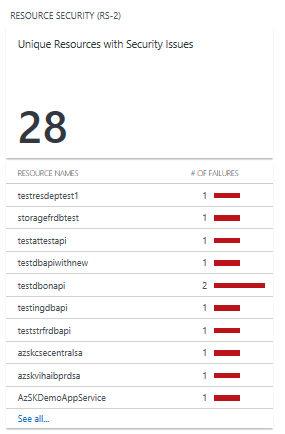 RESOURCE SECURITY (RS-2)
Unique Resources with Security Issues
28
RESOURCE NAMES # OF FAILURES
testresdeptest1 1
storagefrdbtest 1
testattestapi 1
testdbapiwithnew 1
testdbonapi 2
testingdbapi 1
teststrfrdbapi 1
azskcsecentralsa 1
azskvihaibprdsa 1
AzSKDemoAppService 1
See all...